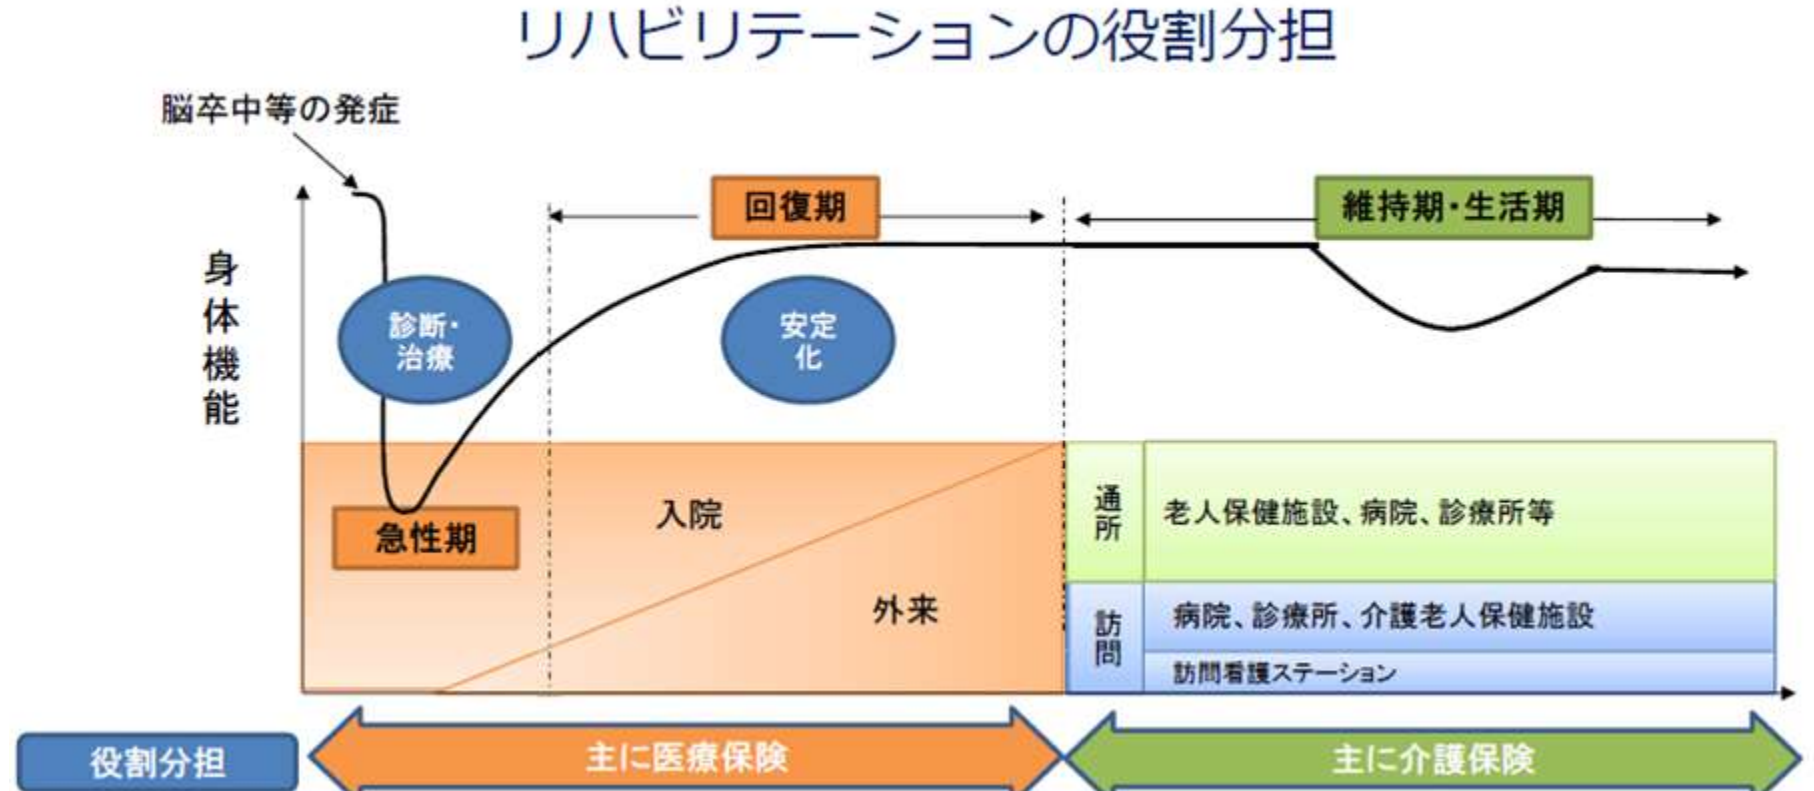 リハビリテーションの役割分担
脳卒中等の発症
身体機能
回復期
維持期・生活期
診断・
治療
安定
化
急性期
入院
外来
通所
老人保健施設、病院、診療所等
訪問
病院、診療所、介護老人保健施設
訪問看護ステーション
役割分担
主に医療保険
主に介護保険